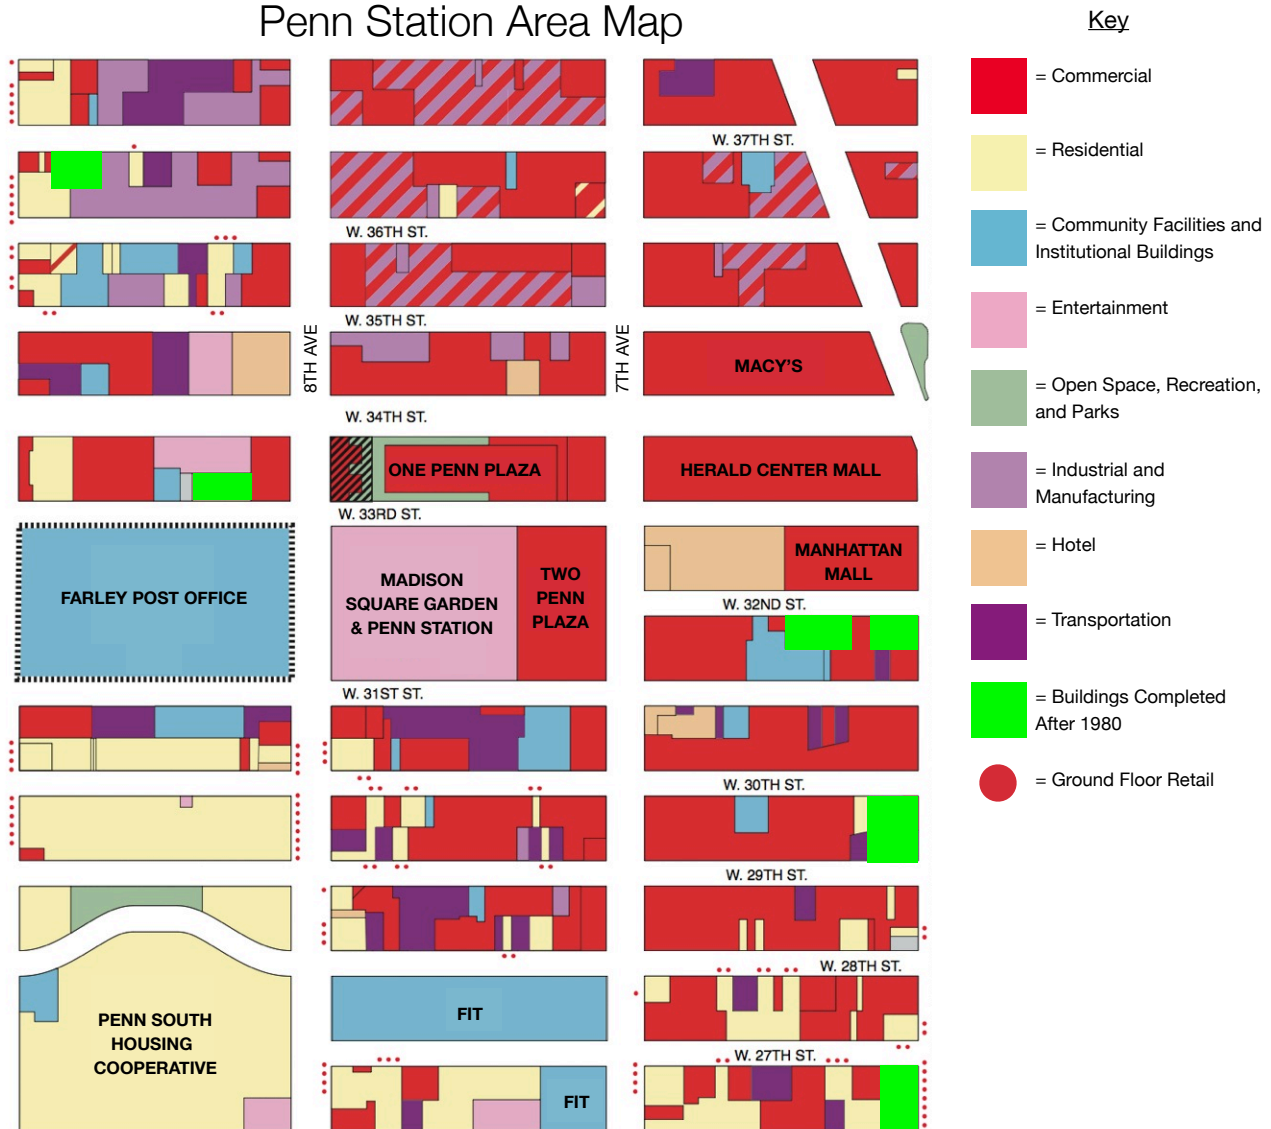 Penn Station Area Map
Key
= Commercial
= Residential
= Community Facilities and
Institutional Buildings
= Entertainment
= Open Space, Recreation,
and Parks
= Industrial and
Manufacturing
= Hotel
= Transportation
= Buildings Completed
After 1980
= Ground Floor Retail
W. 37TH ST.
W. 36TH ST.
W. 35TH ST.
8TH AVE
7TH AVE
MACY'S
W. 34TH ST.
ONE PENN PLAZA
HERALD CENTER MALL
W. 33RD ST.
FARLEY POST OFFICE
MADISON
SQUARE GARDEN
& PENN STATION
TWO
PENN
PLAZA
MANHATTAN
MALL
W. 32ND ST.
W. 31ST ST.
W. 30TH ST.
W. 29TH ST.
W. 28TH ST.
PENN SOUTH
HOUSING
COOPERATIVE
FIT
W. 27TH ST.
FIT